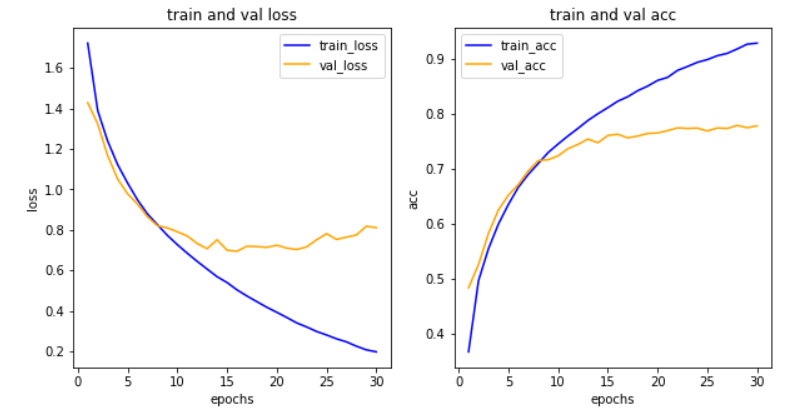 train and val loss
train_loss
val_loss
1.6
1.4
1.2
1.0
0.8
0.6
0.4
0.2
loss
0 5 10 15 20 25 30
epochs
train and val acc
train_acc
val_acc
0.9
0.8
0.7
0.6
0.5
0.4
acc
0 5 10 15 20 25 30
epochs